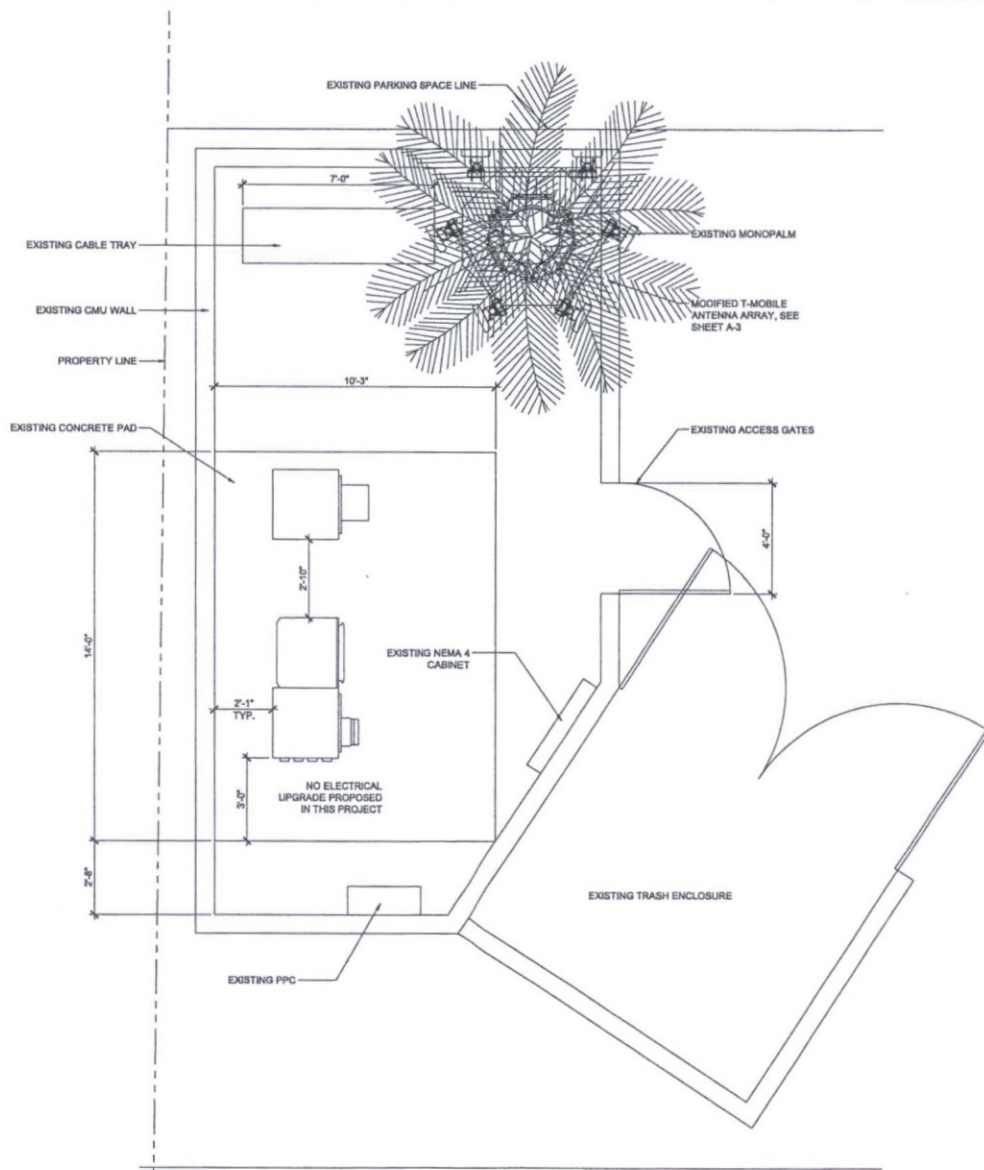 EXISTING PARKING SPACE LINE
7'-0"
EXISTING CABLE TRAY
EXISTING MONOPALM
EXISTING CMU WALL
MODIFIED T-MOBILE
ANTENNA ARRAY, SEE
SHEET A-3
PROPERTY LINE
10'-3"
EXISTING CONCRETE PAD
EXISTING ACCESS GATES
4'-0"
2'-10"
14'-0"
EXISTING NEMA 4
CABINET
2'-1"
TYP.
3'-0"
NO ELECTRICAL
UPGRADE PROPOSED
IN THIS PROJECT
2'-8"
EXISTING TRASH ENCLOSURE
EXISTING PPC